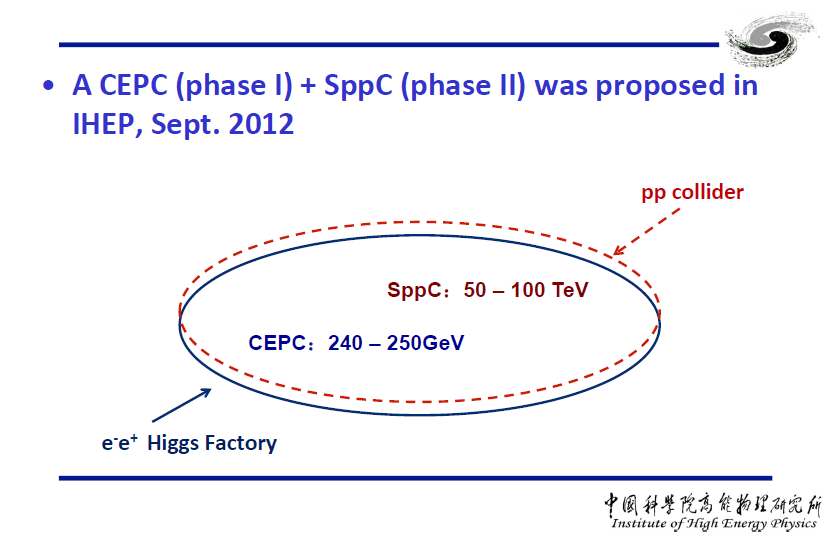 • A CEPC (phase I) + SppC (phase II) was proposed in
IHEP, Sept. 2012
pp collider
SppC：50 – 100 TeV
CEPC：240 – 250GeV
e-e+ Higgs Factory
中国科学院高能物理研究所
Institute of High Energy Physics